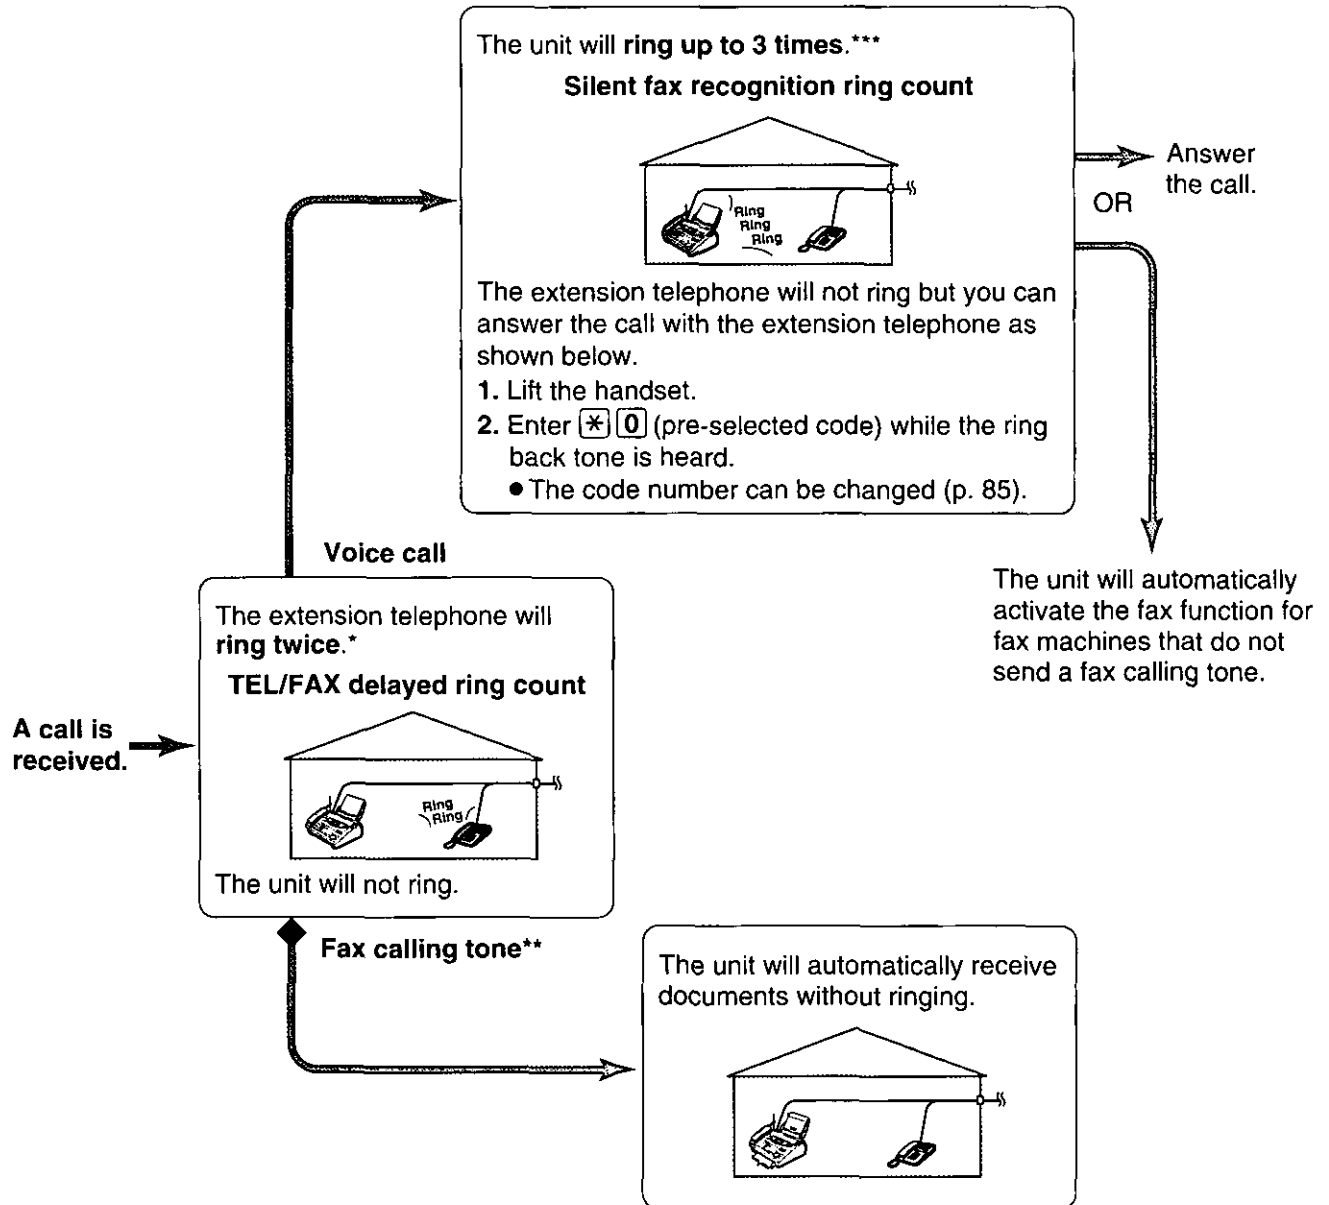 The unit will ring up to 3 times.***
Silent fax recognition ring count
Ring
Ring
Ring
The extension telephone will not ring but you can
answer the call with the extension telephone as
shown below.
1. Lift the handset.
2. Enter * 0 (pre-selected code) while the ring
back tone is heard.
● The code number can be changed (p. 85).
Answer
the call.
OR
The unit will automatically
activate the fax function for
fax machines that do not
send a fax calling tone.
Voice call
The extension telephone will
ring twice.*
TEL/FAX delayed ring count
Ring
Ring
The unit will not ring.
A call is
received.
Fax calling tone**
The unit will automatically receive
documents without ringing.